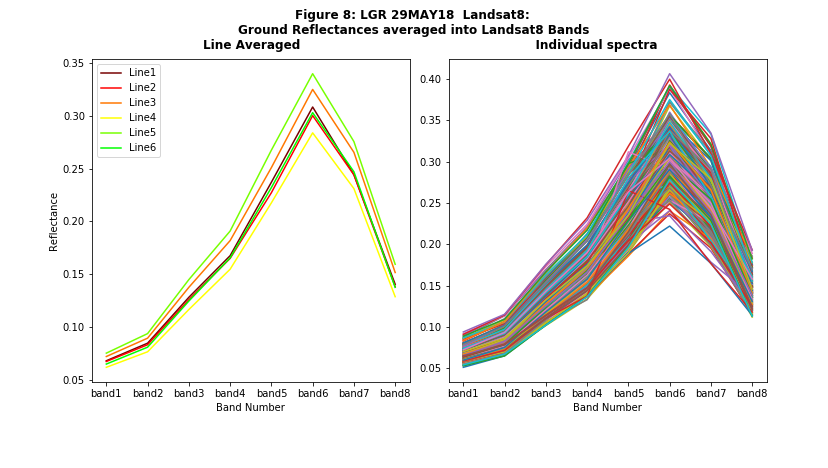 Figure 8: LGR 29MAY18 Landsat8:
Ground Reflectances averaged into Landsat8 Bands
Line Averaged
Individual spectra
0.35
0.30
0.25
0.20
0.15
0.10
0.05
Reflectance
Line1
Line2
Line3
Line4
Line5
Line6
band1 band2 band3 band4 band5 band6 band7 band8
Band Number
0.40
0.35
0.30
0.25
0.20
0.15
0.10
0.05
band1 band2 band3 band4 band5 band6 band7 band8
Band Number